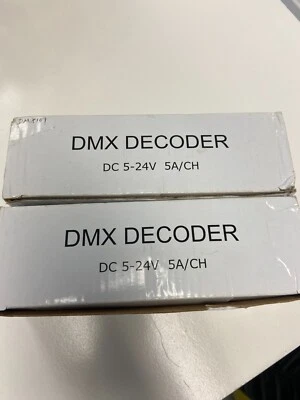 DMX DECODER
DC 5-24V 5A/CH
DMX DECODER
DC 5-24V 5A/CH